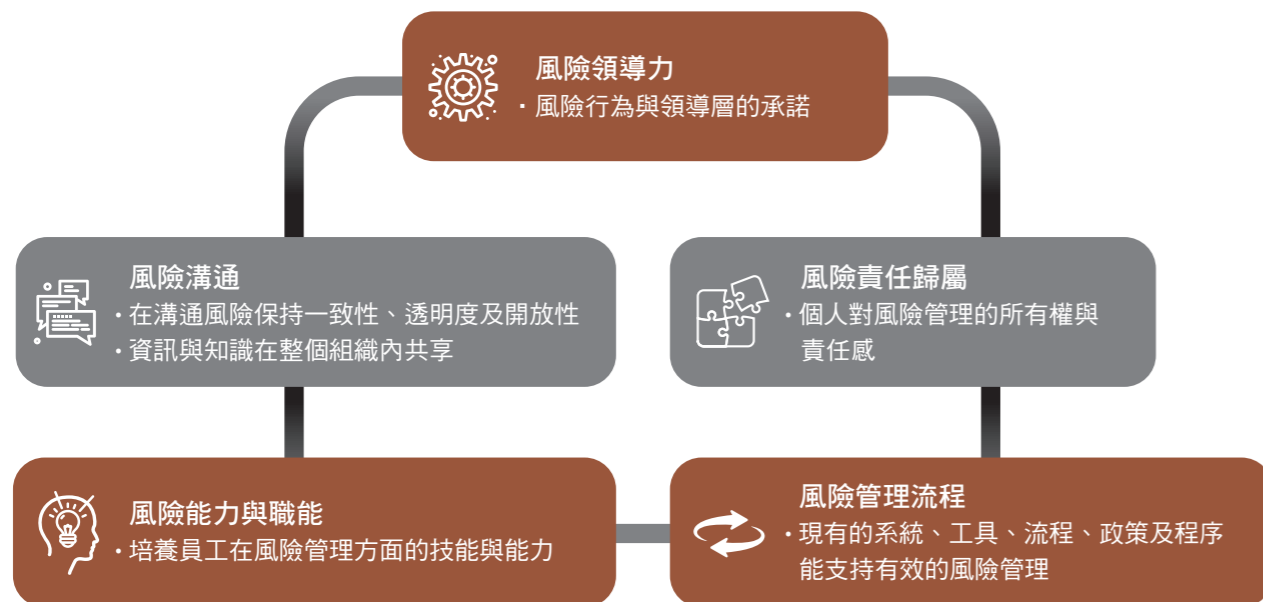 風險領導力
· 風險行為與領導層的承諾
風險溝通
· 在溝通風險保持一致性、透明度及開放性
· 資訊與知識在整個組織內共享
風險責任歸屬
· 個人對風險管理的所有權與
責任感
風險能力與職能
· 培養員工在風險管理方面的技能與能力
風險管理流程
· 現有的系統、工具、流程、政策及程序
能支持有效的風險管理